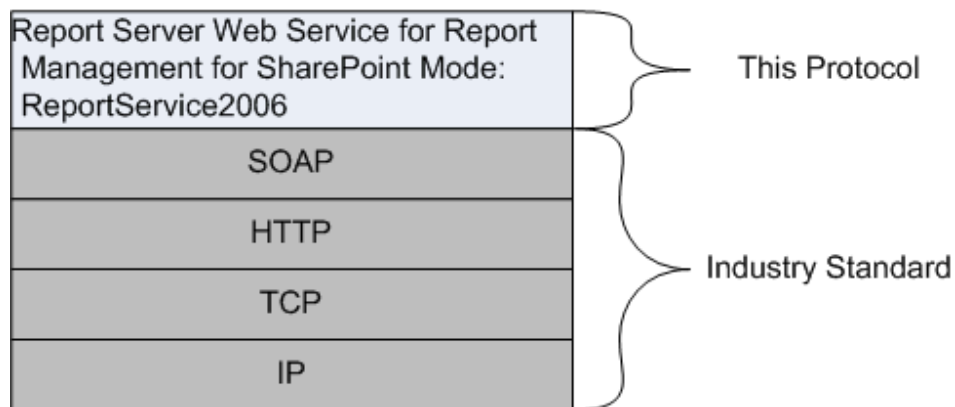 Report Server Web Service for Report
Management for SharePoint Mode:
ReportService2006
This Protocol
SOAP
HTTP
TCP
IP
Industry Standard